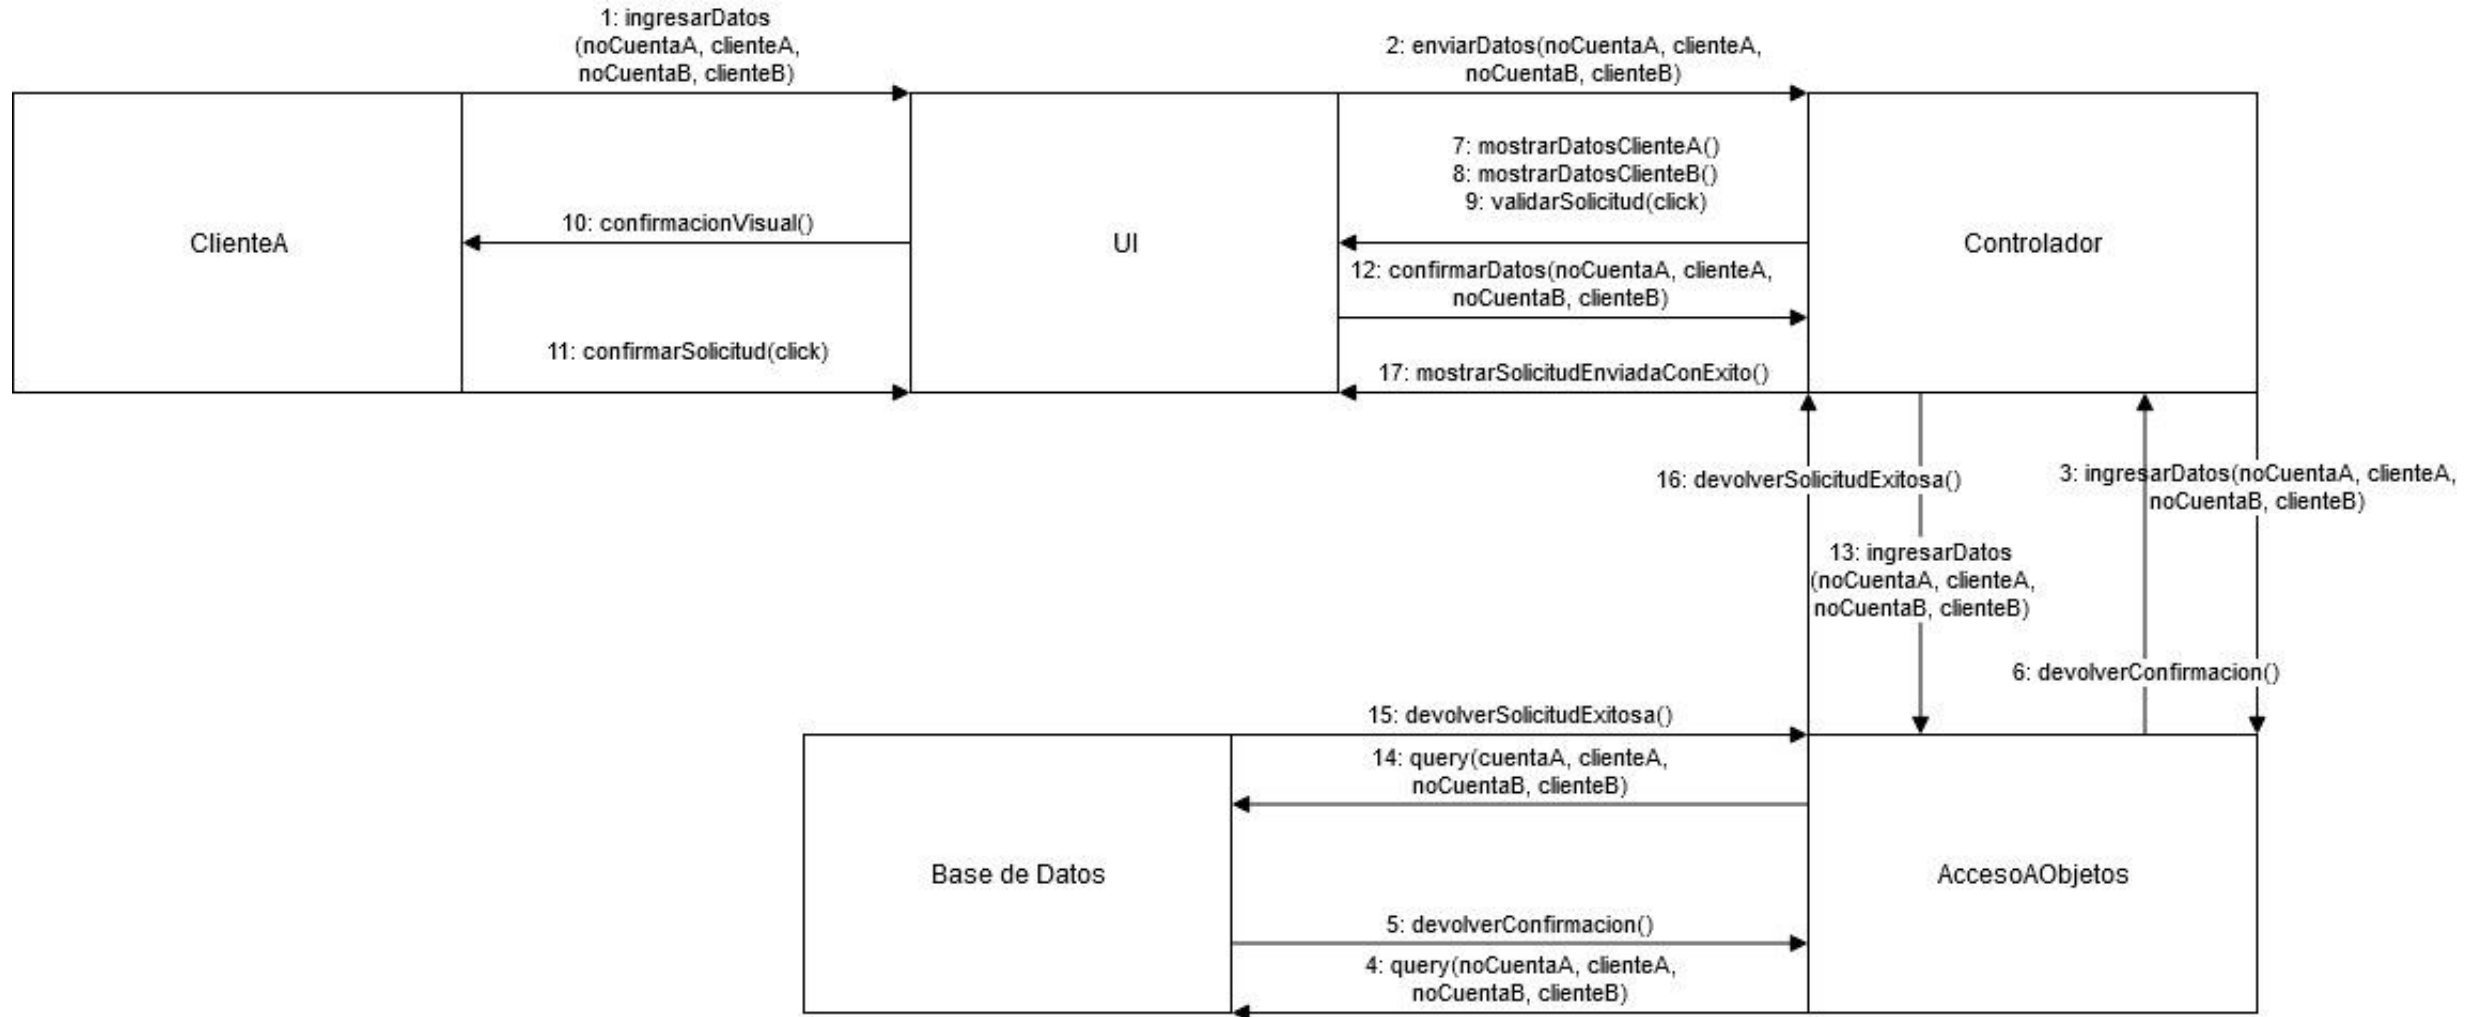 1: ingresarDatos
(noCuentaA, clienteA,
noCuentaB, clienteB)
2: enviarDatos(noCuentaA, clienteA,
noCuentaB, clienteB)
7: mostrarDatosClienteA()
8: mostrarDatosClienteB()
9: validarSolicitud(click)
10: confirmacionVisual()
ClienteA
UI
Controlador
12: confirmarDatos(noCuentaA, clienteA,
noCuentaB, clienteB)
11: confirmarSolicitud(click)
17: mostrarSolicitudEnviadaConExito()
16: devolverSolicitudExitosa()
3: ingresarDatos(noCuentaA, clienteA,
noCuentaB, clienteB)
13: ingresarDatos
(noCuentaA, clienteA,
noCuentaB, clienteB)
6: devolverConfirmacion()
15: devolverSolicitudExitosa()
14: query(cuentaA, clienteA,
noCuentaB, clienteB)
Base de Datos
AccesoAObjetos
5: devolverConfirmacion()
4: query(noCuentaA, clienteA,
noCuentaB, clienteB)